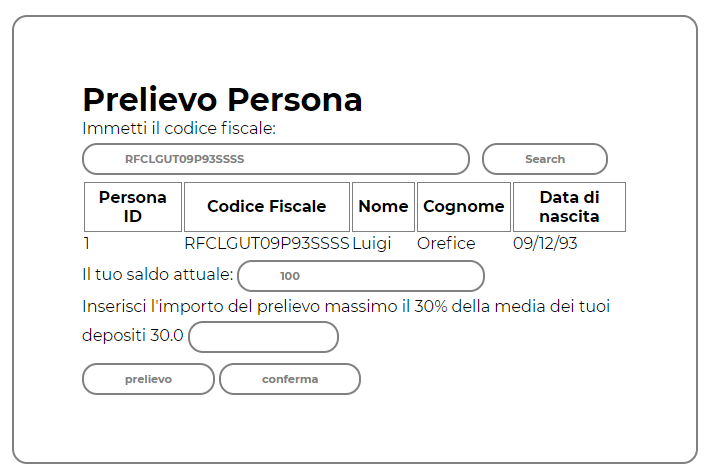 Prelievo Persona
Immetti il codice fiscale:
RFCLGUT09P93SSSS Search
Persona ID Codice Fiscale Nome Cognome Data di nascita
1 RFCLGUT09P93SSSS Luigi Orefice 09/12/93
Il tuo saldo attuale: 100
Inserisci l'importo del prelievo massimo il 30% della media dei tuoi
depositi 30.0
prelievo conferma